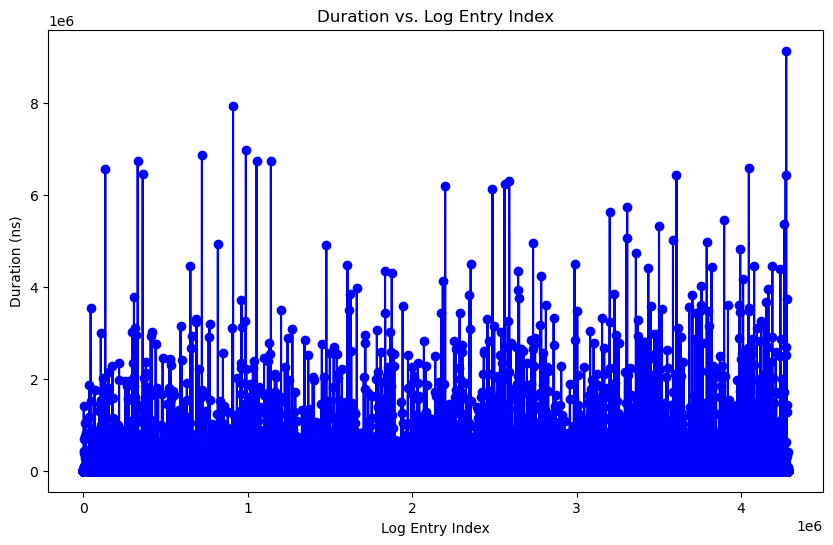 Duration vs. Log Entry Index
1e6
8
6
4
2
0
Duration (ns)
0 1 2 3 4
1e6
Log Entry Index